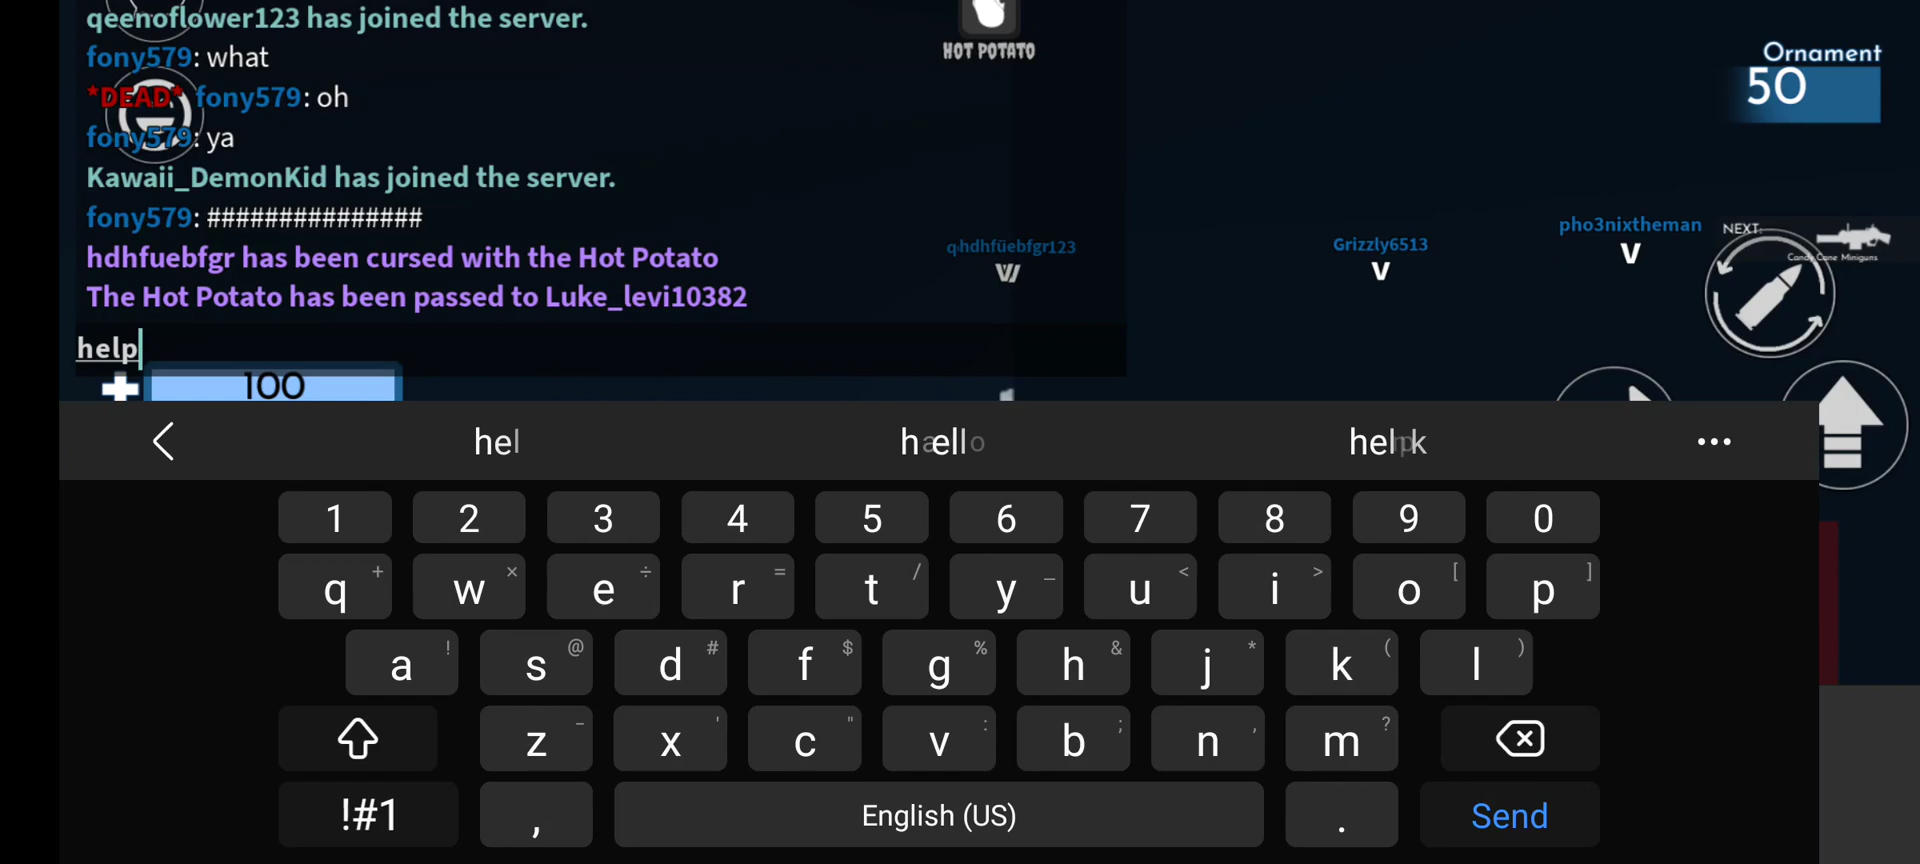 qeenoflower123 has joined the server.
fony579: what
*DEAD* fony579: oh
fony579: ya
Kawaii_DemonKid has joined the server.
fony579: ###############
hdhfuebfgr has been cursed with the Hot Potato
The Hot Potato has been passed to Luke_levi10382
help
100
HOT POTATO
Ornament
50
Grizzly6513
V
pho3nixtheman
V
NEXT:
Candy Cane Miniguns
1 2 3 4 5 6 7 8 9 0
q + w × e ÷ r = t / y _ u < i > o [ p ]
a ! s @ d # f $ g % h & j * k ( l )
z - x ' c " v : b ; n , m ?
!#1 , English (US) . Send